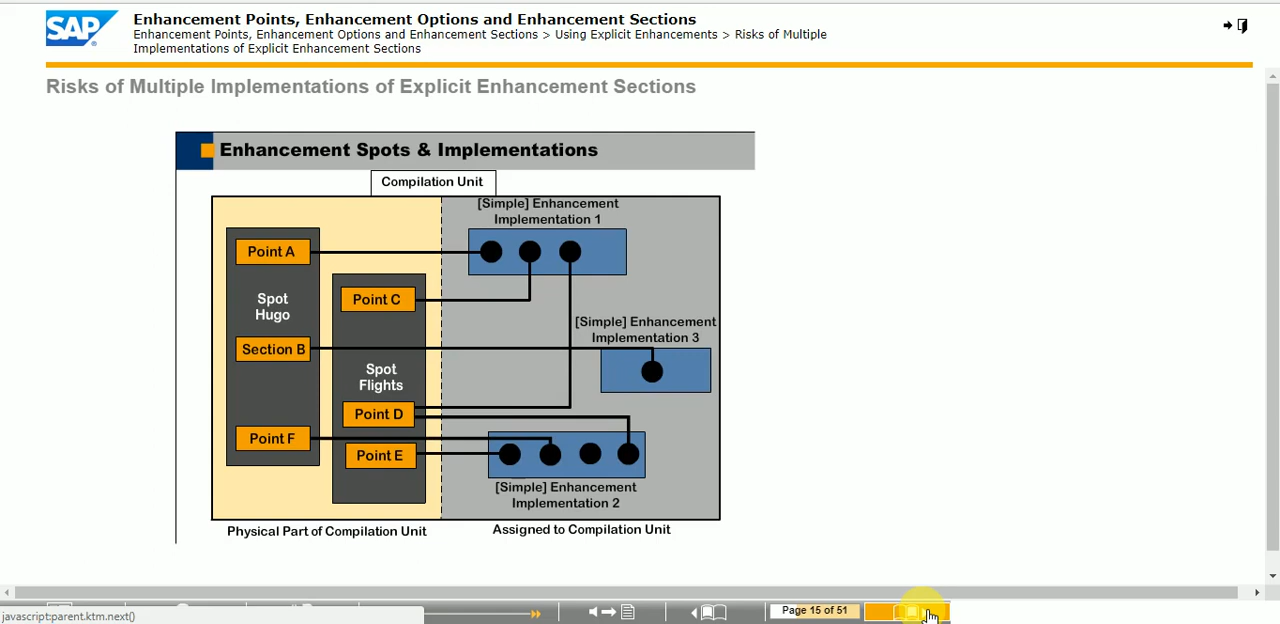 SAP
Enhancement Points, Enhancement Options and Enhancement Sections
Enhancement Points, Enhancement Options and Enhancement Sections > Using Explicit Enhancements > Risks of Multiple
Implementations of Explicit Enhancement Sections
Risks of Multiple Implementations of Explicit Enhancement Sections
Enhancement Spots & Implementations
Compilation Unit
[Simple] Enhancement
Implementation 1
Point A
Point C
Spot
Hugo
[Simple] Enhancement
Implementation 3
Section B
Spot
Flights
Point D
Point F
Point E
[Simple] Enhancement
Implementation 2
Physical Part of Compilation Unit
Assigned to Compilation Unit
Page 15 of 51
javascript:parent.ktm.next()